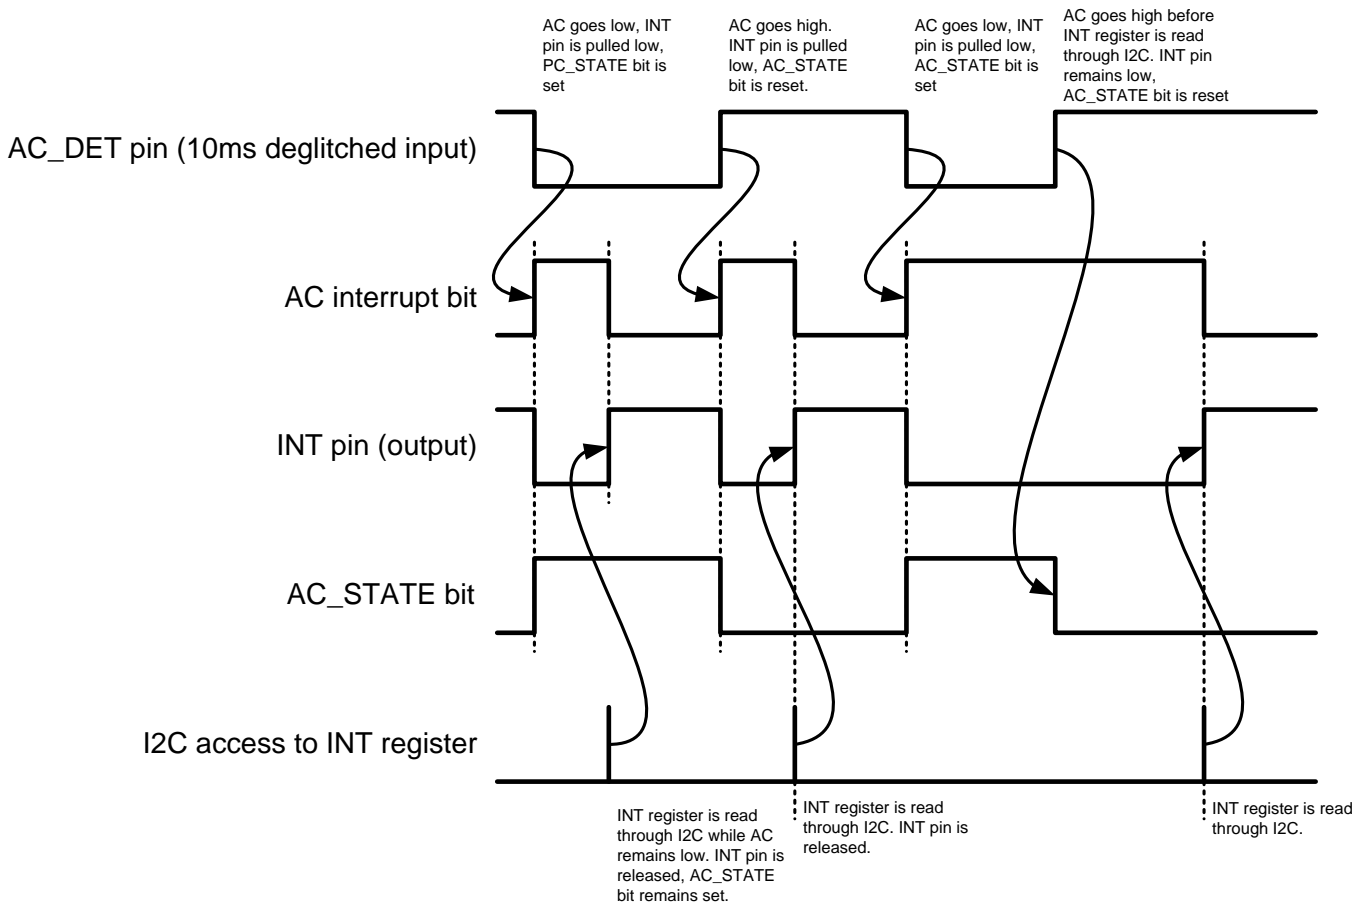 AC goes low, INT
pin is pulled low,
PC_STATE bit is
set
AC goes high.
INT pin is pulled
low, AC_STATE
bit is reset.
AC goes low, INT
pin is pulled low,
AC_STATE bit is
set
AC goes high before
INT register is read
through I2C. INT pin
remains low,
AC_STATE bit is reset
AC_DET pin (10ms deglitched input)
AC interrupt bit
INT pin (output)
AC_STATE bit
I2C access to INT register
INT register is read
through I2C while AC
remains low. INT pin is
released, AC_STATE
bit remains set.
INT register is read
through I2C. INT pin is
released.
INT register is read
through I2C.